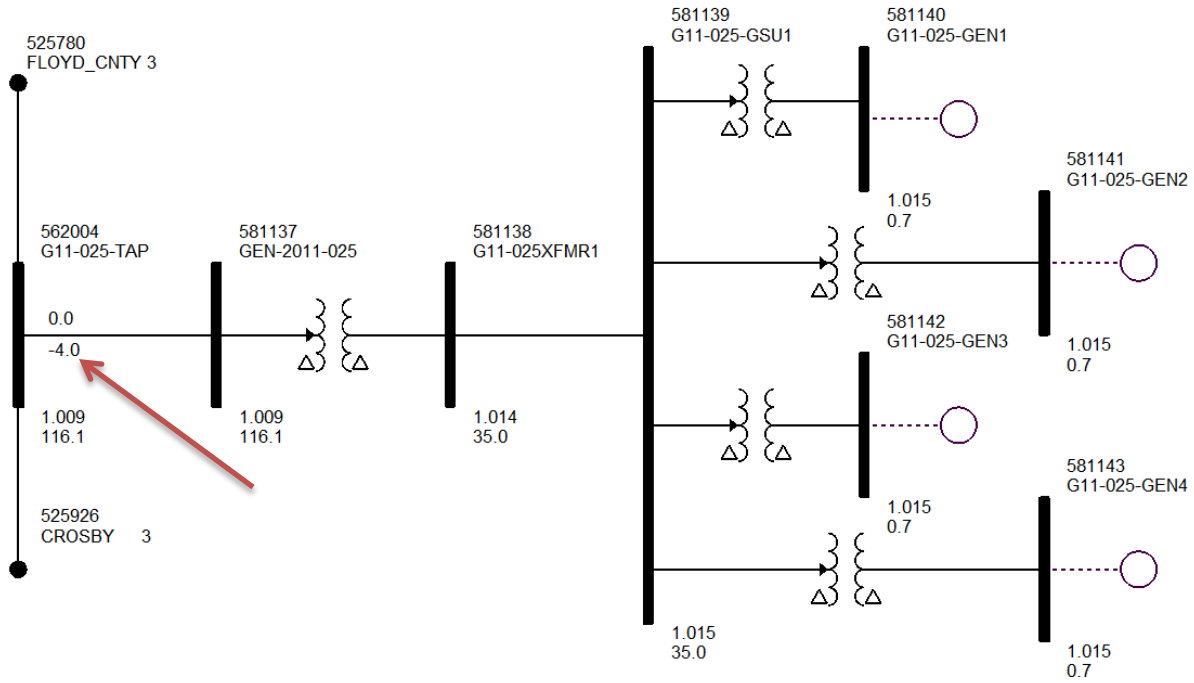 525780
FLOYD_CNTY 3
562004
G11-025-TAP
0.0
-4.0
1.009
116.1
525926
CROSBY 3
581137
GEN-2011-025
1.009
116.1
581138
G11-025XFMR1
1.014
35.0
581139
G11-025-GSU1
1.015
35.0
581140
G11-025-GEN1
1.015
0.7
581141
G11-025-GEN2
1.015
0.7
581142
G11-025-GEN3
1.015
0.7
581143
G11-025-GEN4
1.015
0.7